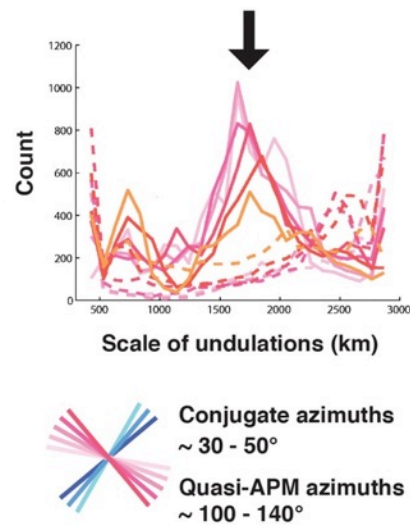 1200
1000
800
600
400
200
0
Count
500 1000 1500 2000 2500 3000
Scale of undulations (km)
Conjugate azimuths
~ 30 - 50°
Quasi-APM azimuths
~ 100 - 140°